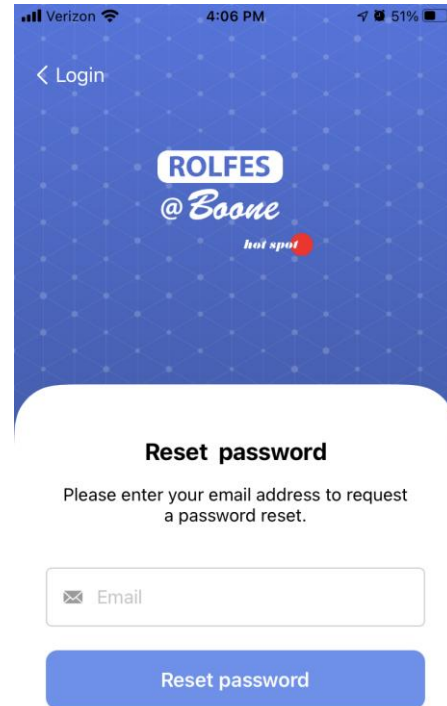 Verizon 4:06 PM 51%
Login
ROLFES
@ Boone
hot spot
Reset password
Please enter your email address to request
a password reset.
Email
Reset password